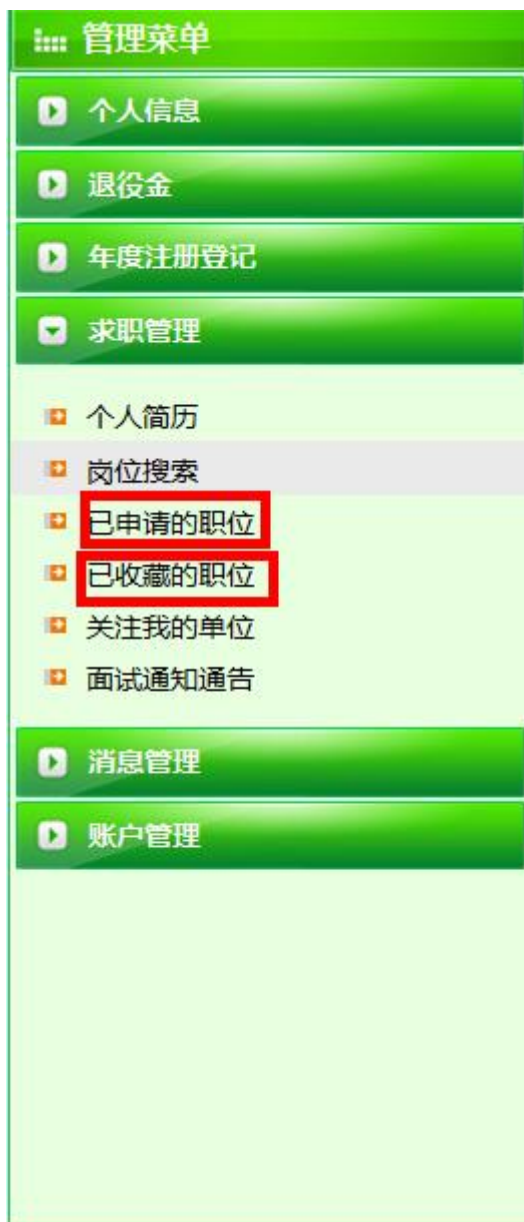 管理菜单
个人信息
退役金
年度注册登记
求职管理
个人简历
岗位搜索
已申请的职位
已收藏的职位
关注我的单位
面试通知通告
消息管理
账户管理